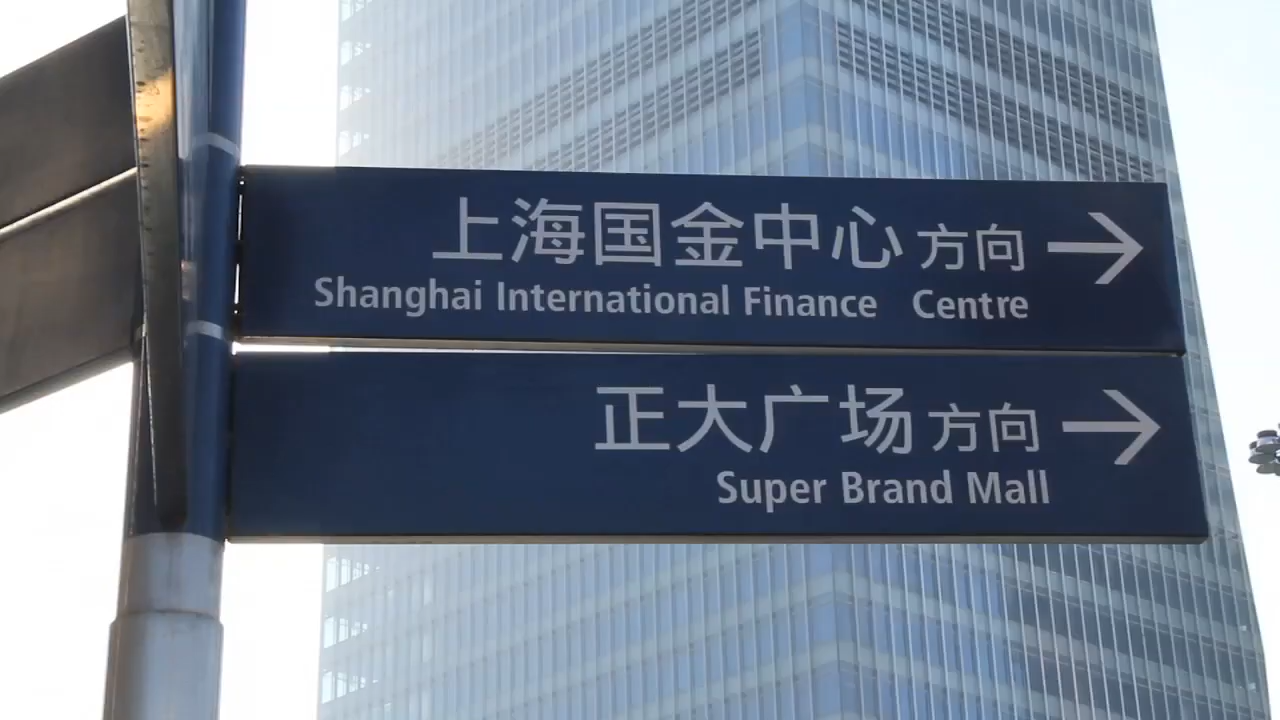 上海国金中心 方向 →
Shanghai International Finance Centre
正大广场 方向 →
Super Brand Mall